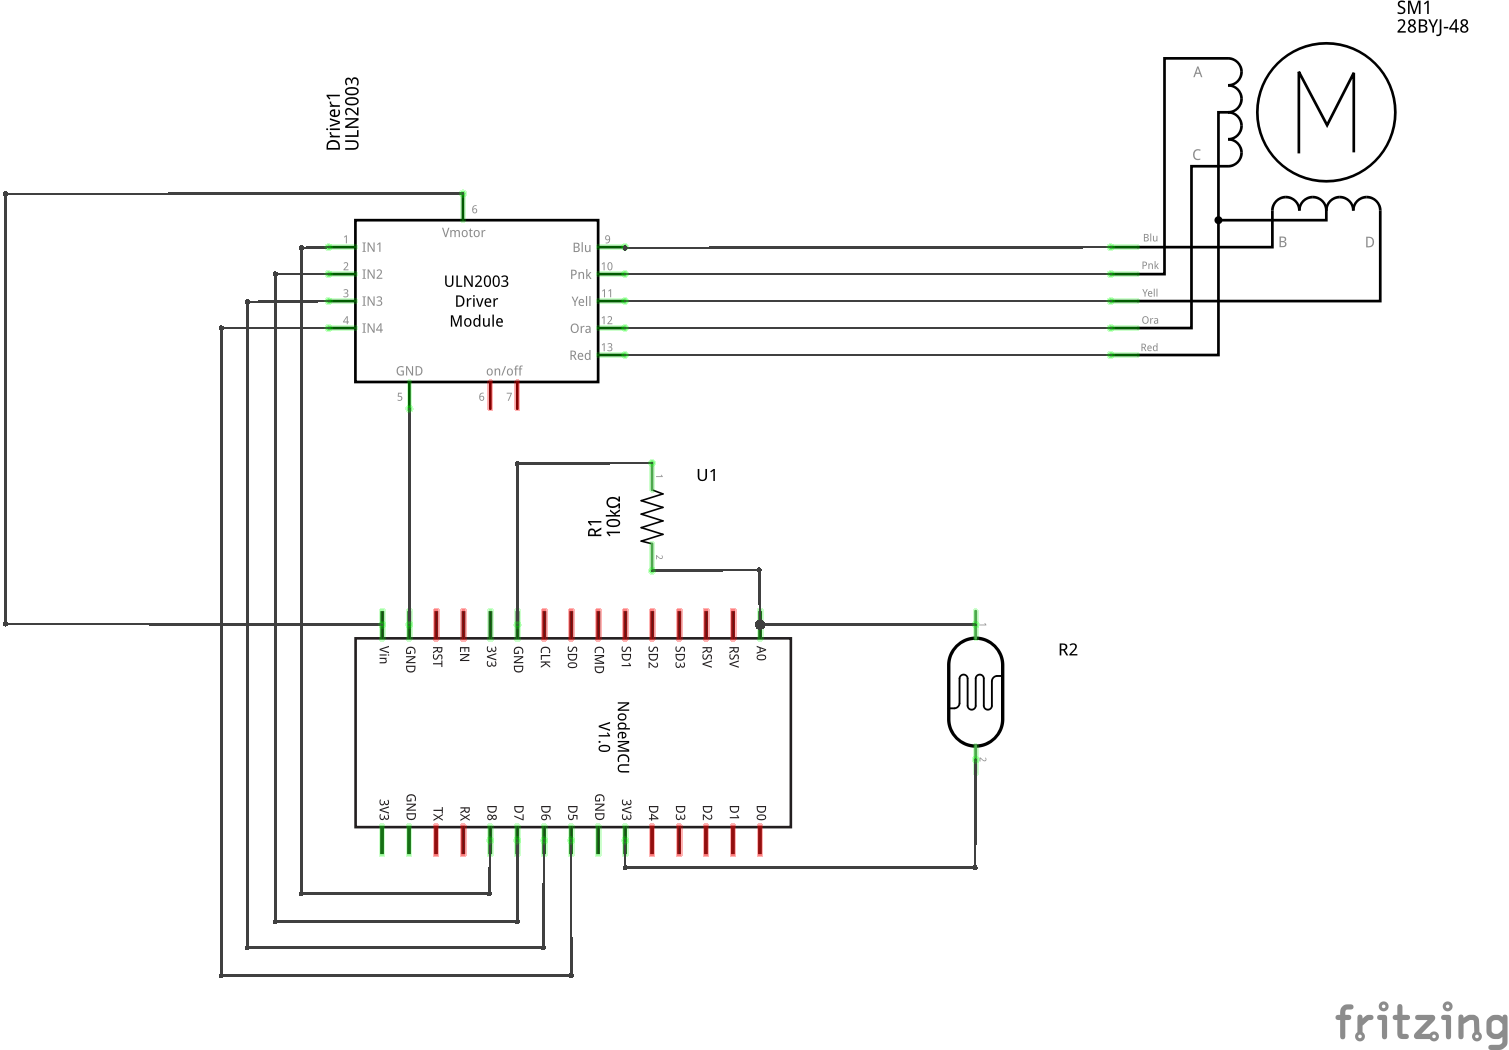 SM1
28BYJ-48
A
C
B
D
M
Driver1
ULN2003
6
Vmotor
1
IN1
2
IN2
3
IN3
4
IN4
ULN2003
Driver
Module
Blu
9
Pnk
10
Yell
11
Ora
12
Red
13
Blu
Pnk
Yell
Ora
Red
GND
on/off
5
6
7
U1
R1
10kΩ
1
2
Vin
GND
RST
EN
3V3
GND
CLK
SD0
CMD
SD1
SD2
SD3
RSV
RSV
A0
NodeMCU
V1.0
3V3
GND
TX
RX
D8
D7
D6
D5
GND
3V3
D4
D3
D2
D1
D0
1
R2
2
fritzing